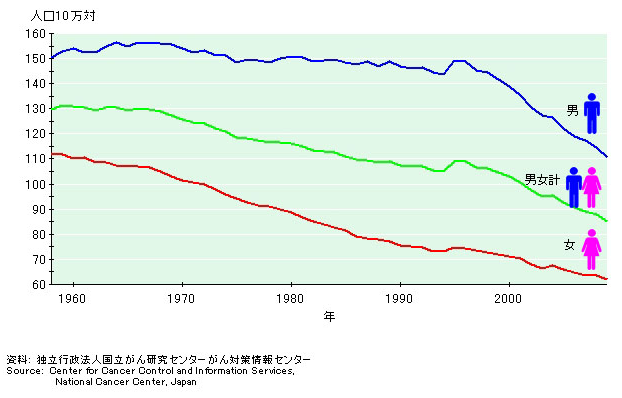 人口10万対
160
150
140
130
120
110
100
90
80
70
60
男
男女計
女
1960 1970 1980 1990 2000
年
資料: 独立行政法人国立がん研究センターがん対策情報センター
Source: Center for Cancer Control and Information Services,
National Cancer Center, Japan